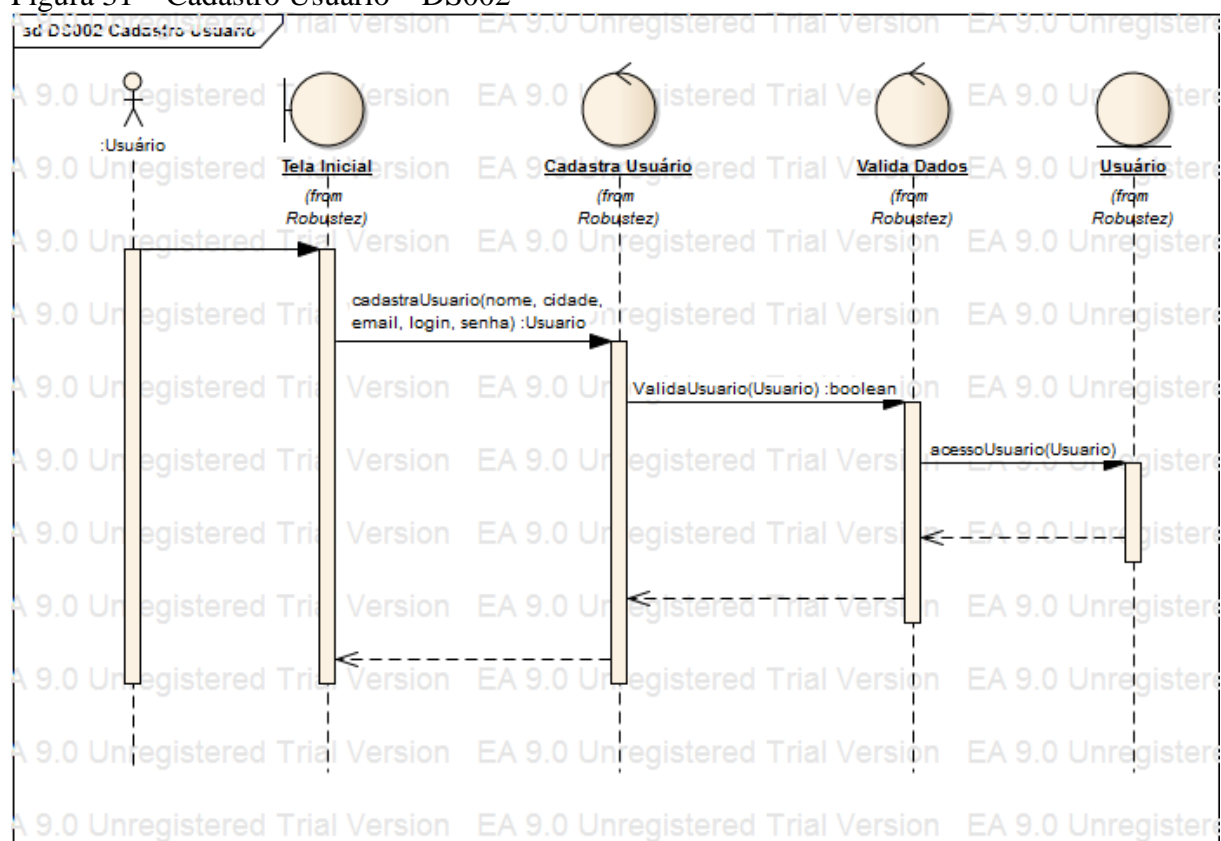 Figura 31 – Cadastro Usuário – DS002
sd DS002 Cadastro Usuario
:Usuário
Tela Inicial
(from
Robustez)
Cadastra Usuário
(from
Robustez)
Valida Dados
(from
Robustez)
Usuário
(from
Robustez)
cadastraUsuario(nome, cidade,
email, login, senha) :Usuario
ValidaUsuario(Usuario) :boolean
acessoUsuario(Usuario)
EA 9.0 Unregistered Trial Version